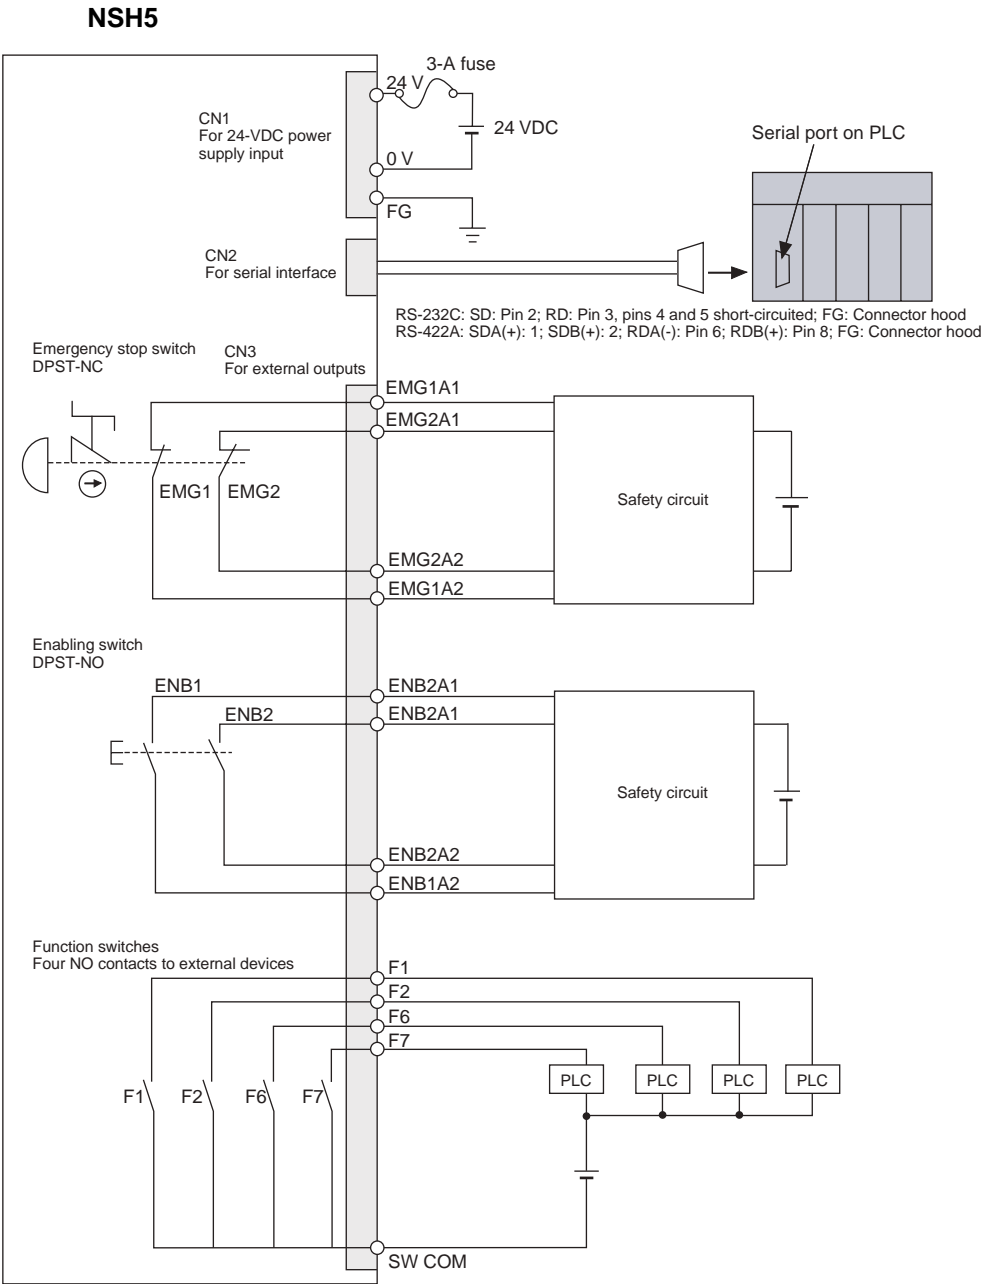 NSH5
3-A fuse
24 V
CN1
For 24-VDC power
supply input
24 VDC
Serial port on PLC
0 V
FG
CN2
For serial interface
RS-232C: SD: Pin 2; RD: Pin 3, pins 4 and 5 short-circuited; FG: Connector hood
RS-422A: SDA(+): 1; SDB(+): 2; RDA(-): Pin 6; RDB(+): Pin 8; FG: Connector hood
Emergency stop switch
DPST-NC
CN3
For external outputs
EMG1A1
EMG2A1
EMG1
EMG2
Safety circuit
EMG2A2
EMG1A2
Enabling switch
DPST-NO
ENB1
ENB2A1
ENB2
ENB2A1
Safety circuit
ENB2A2
ENB1A2
Function switches
Four NO contacts to external devices
F1
F2
F6
F7
PLC
PLC
PLC
PLC
F1
F2
F6
F7
SW COM